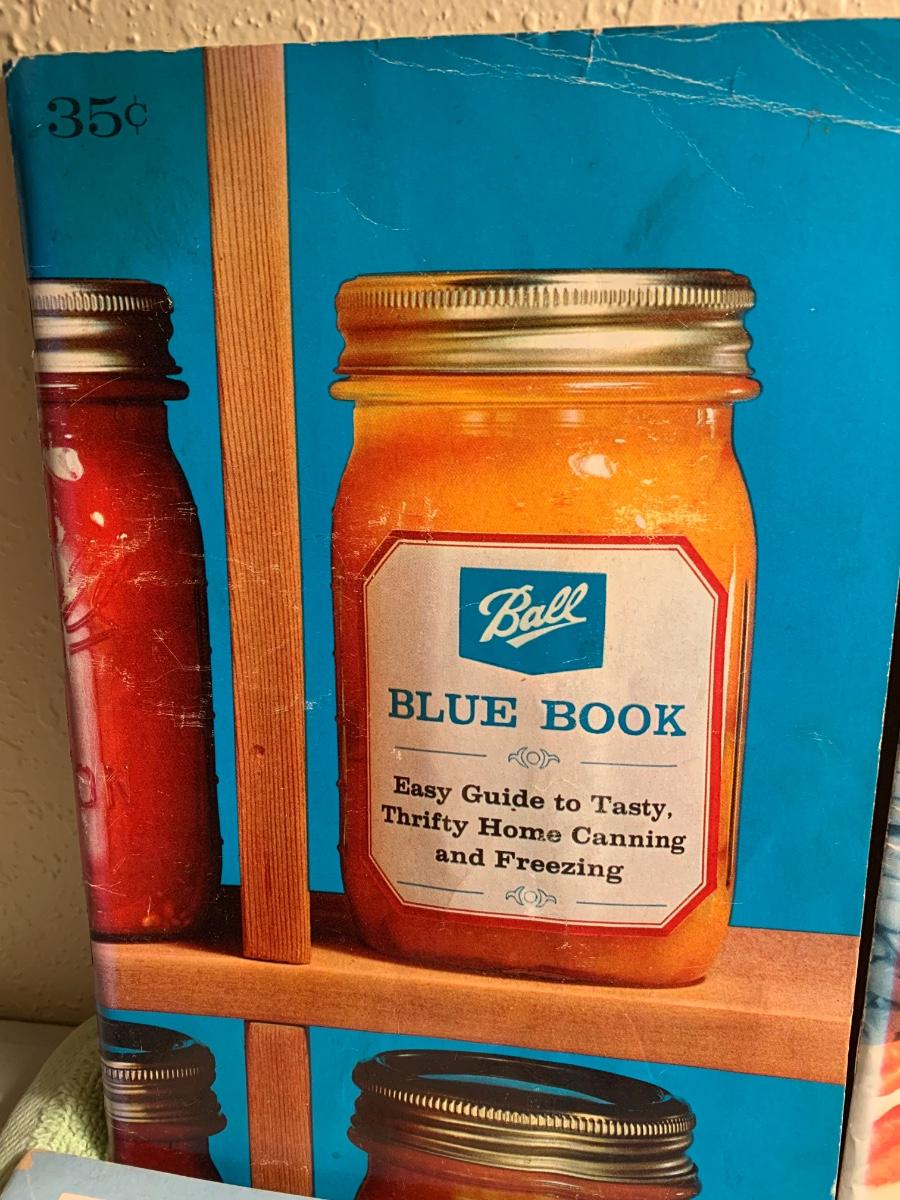 35¢
Ball
BLUE BOOK
Easy Guide to Tasty,
Thrifty Home Canning
and Freezing